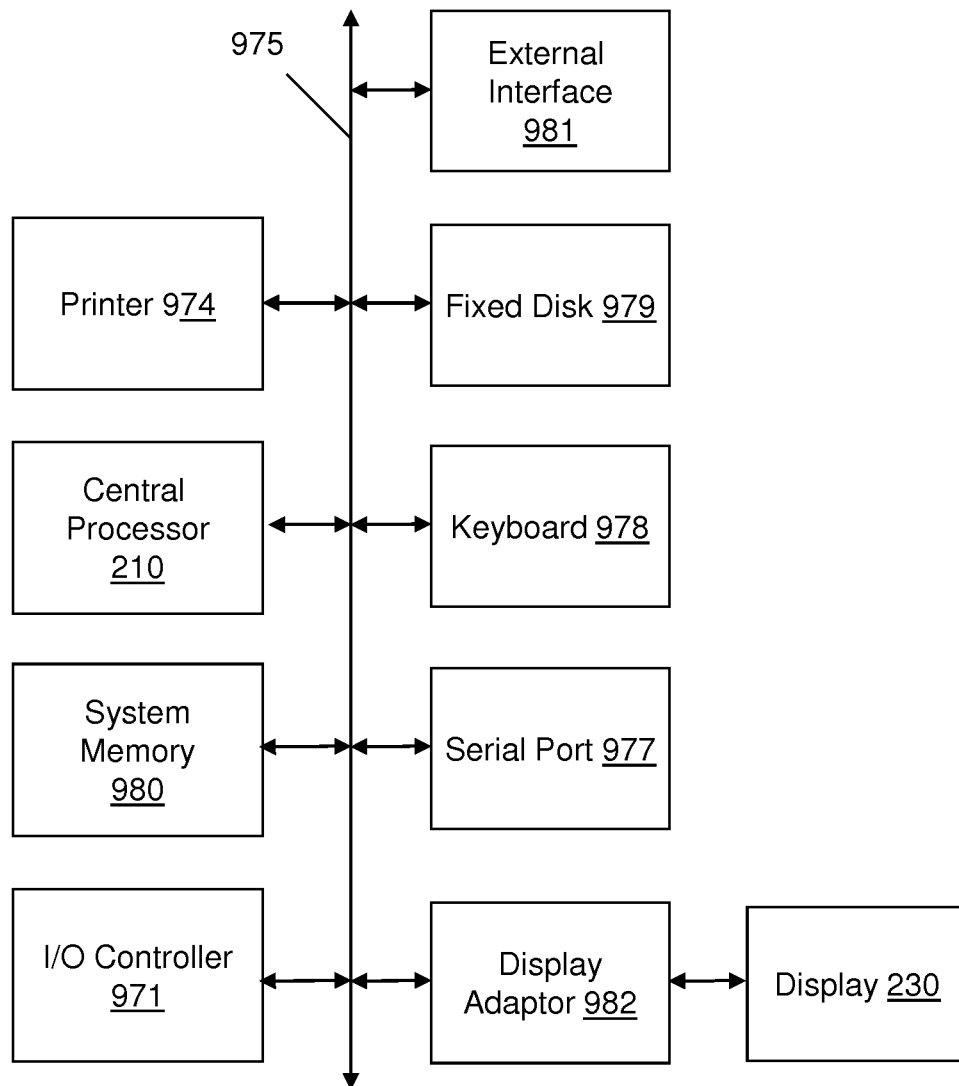 975
External
Interface
981
Printer 974
Fixed Disk 979
Central
Processor
210
Keyboard 978
System
Memory
980
Serial Port 977
I/O Controller
971
Display
Adaptor 982
Display 230